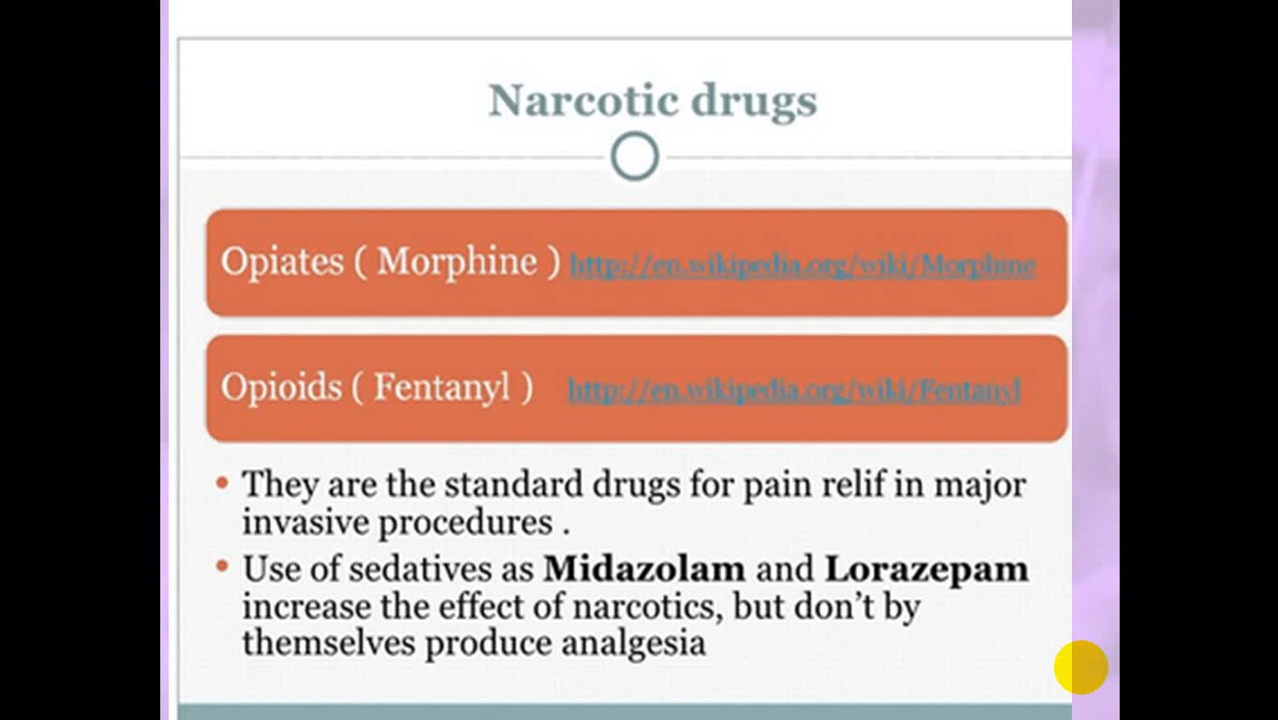 Narcotic drugs
Opiates ( Morphine ) http://en.wikipedia.org/wiki/Morphine
Opioids ( Fentanyl ) http://en.wikipedia.org/wiki/Fentanyl
• They are the standard drugs for pain relif in major
invasive procedures .
• Use of sedatives as Midazolam and Lorazepam
increase the effect of narcotics, but don’t by
themselves produce analgesia